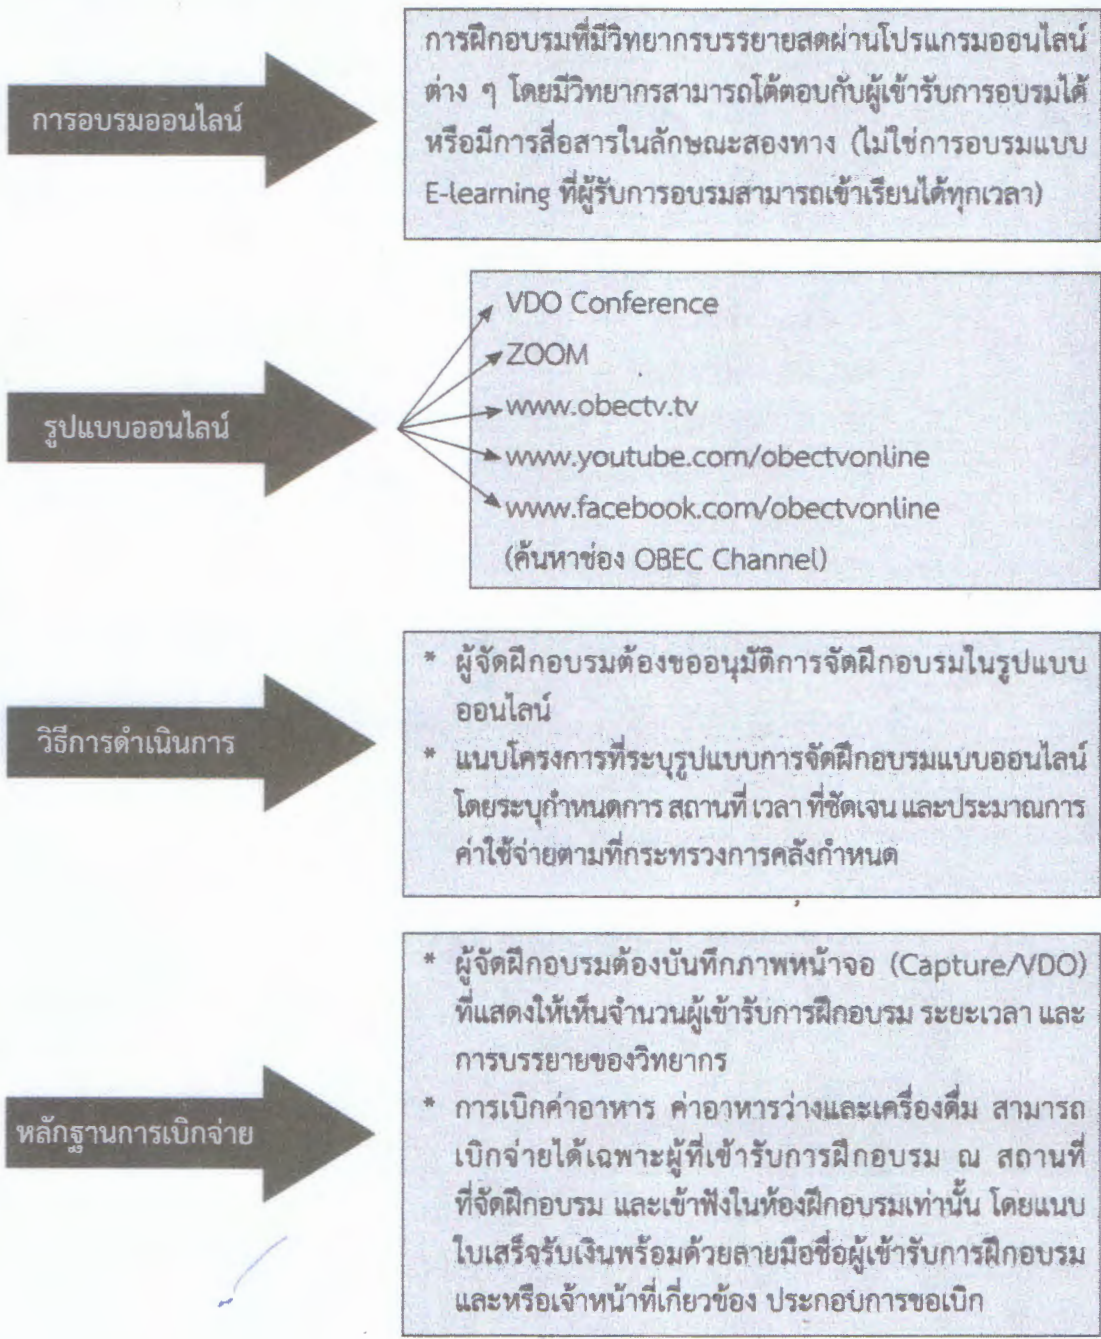 การอบรมออนไลน์
การฝึกอบรมที่มีวิทยากรบรรยายสดผ่านโปรแกรมออนไลน์
ต่าง ๆ โดยมีวิทยากรสามารถโต้ตอบกับผู้เข้ารับการอบรมได้
หรือมีการสื่อสารในลักษณะสองทาง (ไม่ใช่การอบรมแบบ
E-learning ที่ผู้รับการอบรมสามารถเข้าเรียนได้ทุกเวลา)
รูปแบบออนไลน์
VDO Conference
ZOOM
www.obectv.tv
www.youtube.com/obectvonline
www.facebook.com/obectvonline
(ค้นหาช่อง OBEC Channel)
วิธีการดำเนินการ
* ผู้จัดฝึกอบรมต้องขออนุมัติการจัดฝึกอบรมในรูปแบบ
ออนไลน์
* แนบโครงการที่ระบุรูปแบบการจัดฝึกอบรมแบบออนไลน์
โดยระบุกำหนดการ สถานที่ เวลา ที่ชัดเจน และประมาณการ
ค่าใช้จ่ายตามที่กระทรวงการคลังกำหนด
หลักฐานการเบิกจ่าย
* ผู้จัดฝึกอบรมต้องบันทึกภาพหน้าจอ (Capture/VDO)
ที่แสดงให้เห็นจำนวนผู้เข้ารับการฝึกอบรม ระยะเวลา และ
การบรรยายของวิทยากร
* การเบิกค่าอาหาร ค่าอาหารว่างและเครื่องดื่ม สามารถ
เบิกจ่ายได้เฉพาะผู้ที่เข้ารับการฝึกอบรม ณ สถานที่
ที่จัดฝึกอบรม และเข้าฟังในห้องฝึกอบรมเท่านั้น โดยแนบ
ใบเสร็จรับเงินพร้อมด้วยลายมือชื่อผู้เข้ารับการฝึกอบรม
และหรือเจ้าหน้าที่เกี่ยวข้อง ประกอบการขอเบิก